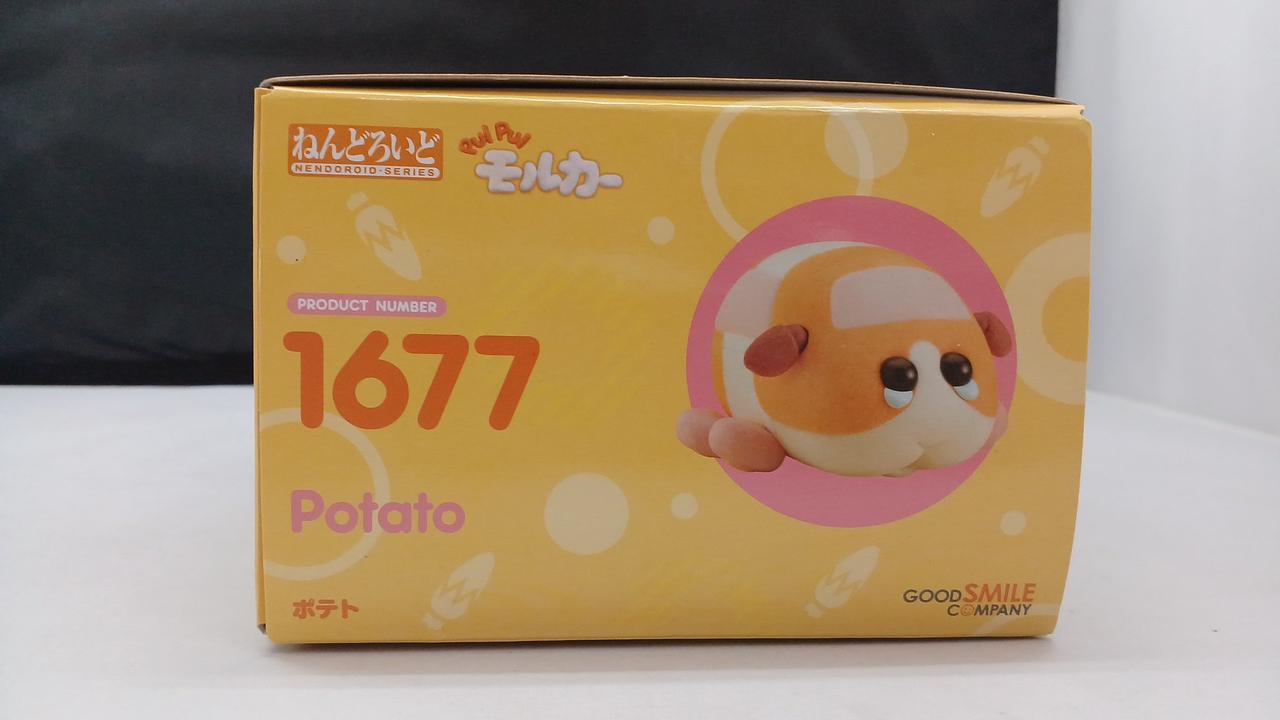 ねんどろいど
NENDOROID·SERIES
PUI PUI
モルカー
PRODUCT NUMBER
1677
Potato
ポテト
GOOD SMILE
COMPANY